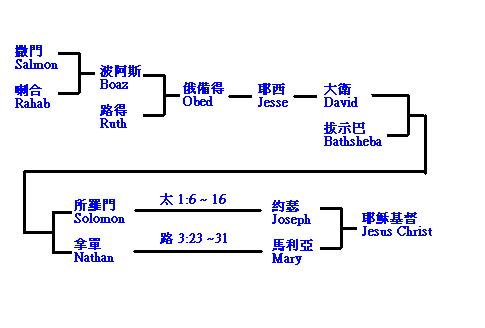 撒門
Salmon
喇合
Rahab
波阿斯
Boaz
路得
Ruth
俄備得
Obed
耶西
Jesse
大衛
David
拔示巴
Bathsheba
所羅門
Solomon
太 1:6 ~ 16
約瑟
Joseph
拿單
Nathan
路 3:23 ~31
馬利亞
Mary
耶穌基督
Jesus Christ